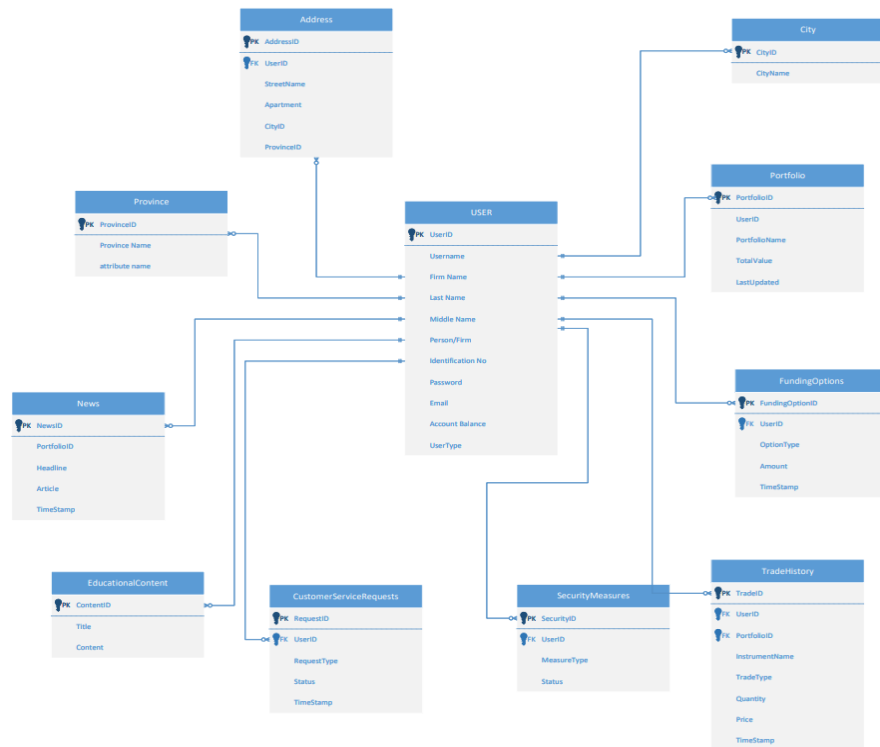 Address
PK AddressID
FK UserID
StreetName
Apartment
CityID
ProvinceID
City
PK CityID
CityName
Province
PK ProvinceID
Province Name
attribute name
USER
PK UserID
Username
Firm Name
Last Name
Middle Name
Person/Firm
Identification No
Password
Email
Account Balance
UserType
Portfolio
PK PortfolioID
UserID
PortfolioName
TotalValue
LastUpdated
News
PK NewsID
PortfolioID
Headline
Article
TimeStamp
FundingOptions
PK FundingOptionID
FK UserID
OptionType
Amount
TimeStamp
EducationalContent
PK ContentID
Title
Content
CustomerServiceRequests
PK RequestID
FK UserID
RequestType
Status
TimeStamp
SecurityMeasures
PK SecurityID
FK UserID
MeasureType
Status
TradeHistory
PK TradeID
FK UserID
FK PortfolioID
InstrumentName
TradeType
Quantity
Price
TimeStamp